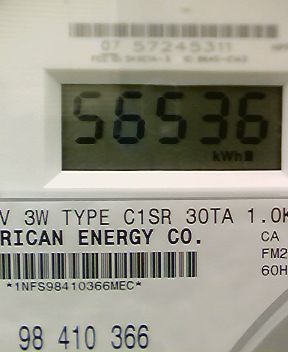 07 57245311
56536
kWh
V 3W TYPE C1SR 30TA 1.0K
RICAN ENERGY CO.
CA
FM2
60H
*1NFS98410366MEC*
98 410 366